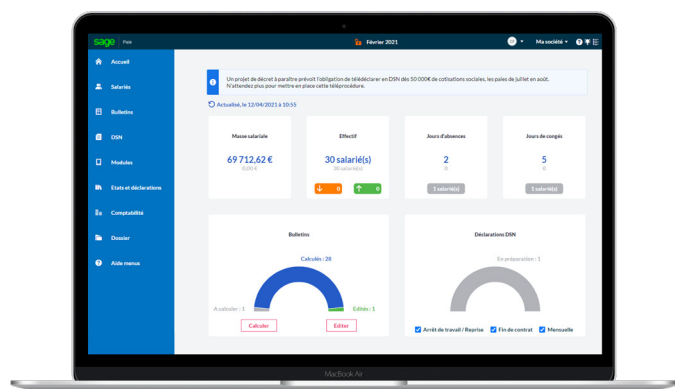 sage Paie
Février 2021
Ma société
Accueil
Salariés
Bulletins
DSN
Modules
Etats et déclarations
Comptabilité
Dossier
Aide menus
Un projet de décret à paraître prévoit l'obligation de télédéclarer en DSN dès 50 000€ de cotisations sociales, les paies de juillet en août.
N'attendez plus pour mettre en place cette téléprocédure.
Actualisé, le 12/04/2021 à 10:55
Masse salariale
69 712,62 €
0,00 €
Effectif
30 salarié(s)
30 salarié(s)
0
0
Jours d'absences
2
0
1 salarié(s)
Jours de congés
5
0
1 salarié(s)
Bulletins
Calculés : 28
A calculer : 1
Edités : 1
Calculer
Editer
Déclarations DSN
En préparation : 1
Arrêt de travail / Reprise
Fin de contrat
Mensuelle
MacBook Air